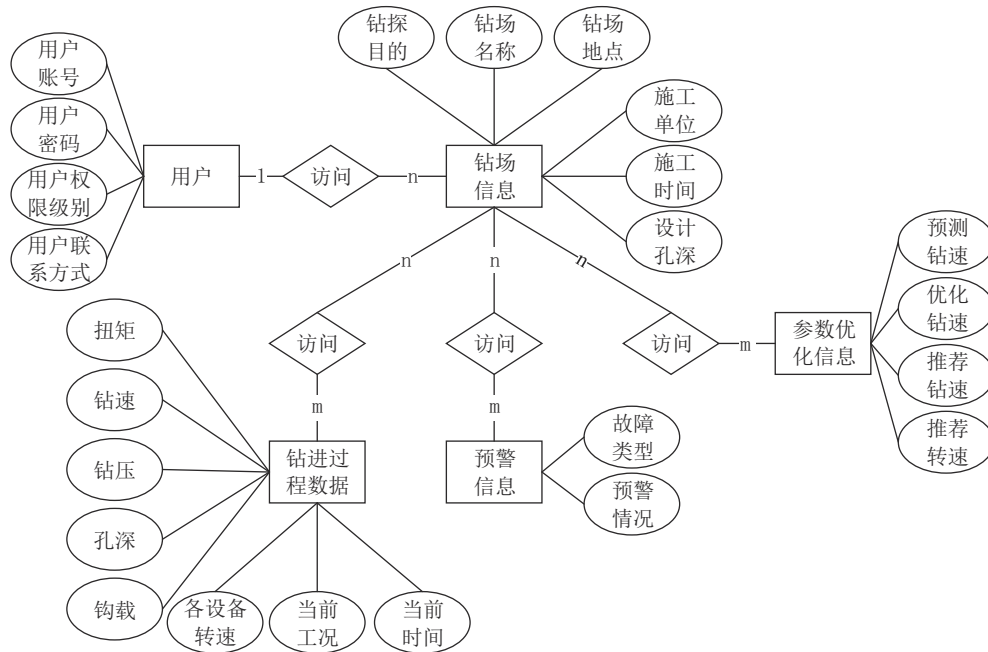 钻探
目的
钻场
名称
钻场
地点
用户
账号
用户
密码
用户权
限级别
用户联
系方式
用户
1
访问
n
钻场
信息
施工
单位
施工
时间
设计
孔深
n
n
n
访问
访问
访问
m
参数优
化信息
预测
钻速
优化
钻速
推荐
钻速
推荐
转速
扭矩
钻速
钻压
孔深
钩载
m
m
钻进过
程数据
预警
信息
故障
类型
预警
情况
各设备
转速
当前
工况
当前
时间